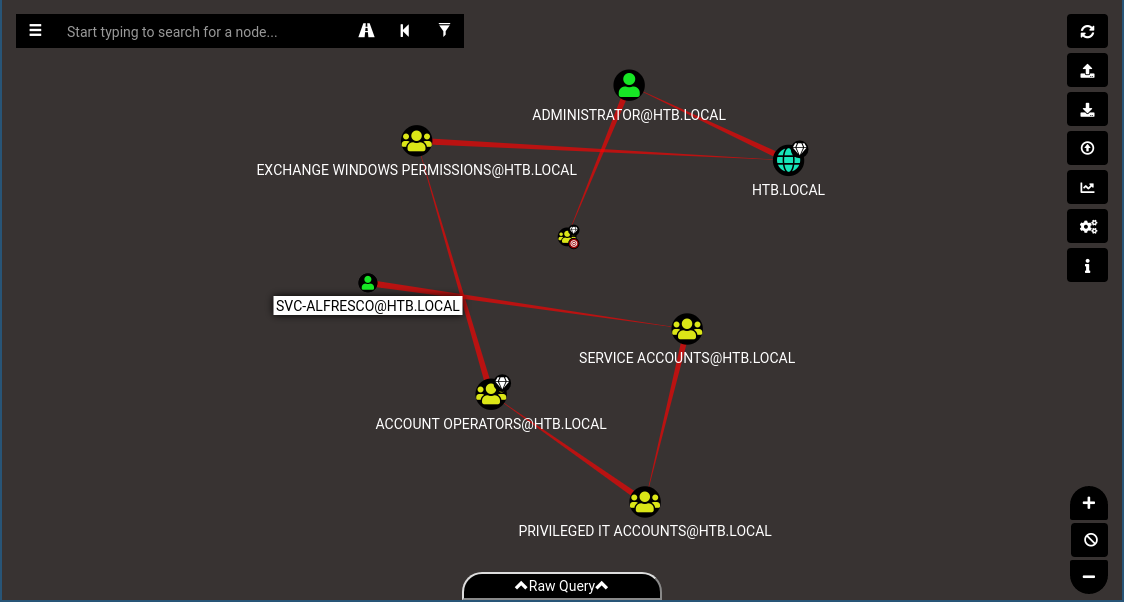 Start typing to search for a node...
ADMINISTRATOR@HTB.LOCAL
EXCHANGE WINDOWS PERMISSIONS@HTB.LOCAL
HTB.LOCAL
SVC-ALFRESCO@HTB.LOCAL
SERVICE ACCOUNTS@HTB.LOCAL
ACCOUNT OPERATORS@HTB.LOCAL
PRIVILEGED IT ACCOUNTS@HTB.LOCAL
Raw Query